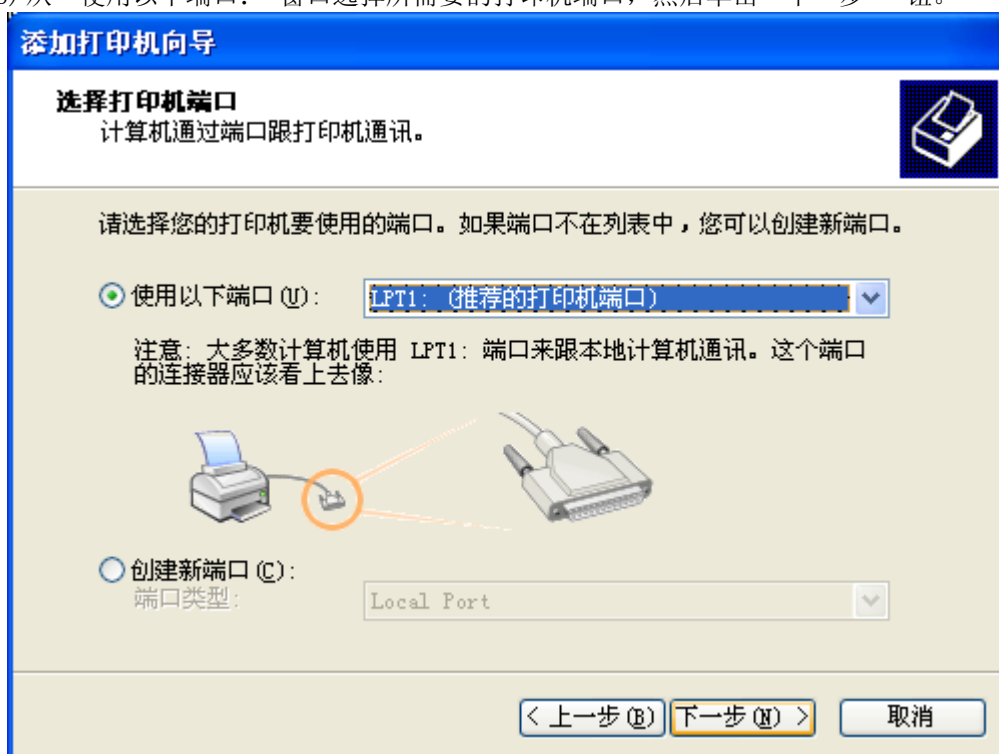 添加打印机向导
选择打印机端口
计算机通过端口跟打印机通讯。
请选择您的打印机要使用的端口。如果端口不在列表中，您可以创建新端口。
使用以下端口(U):
LPT1: (推荐的打印机端口)
注意: 大多数计算机使用 LPT1: 端口来跟本地计算机通讯。这个端口
的连接器应该看上去像:
创建新端口(C):
端口类型:
Local Port
< 上一步(B)
下一步(N) >
取消